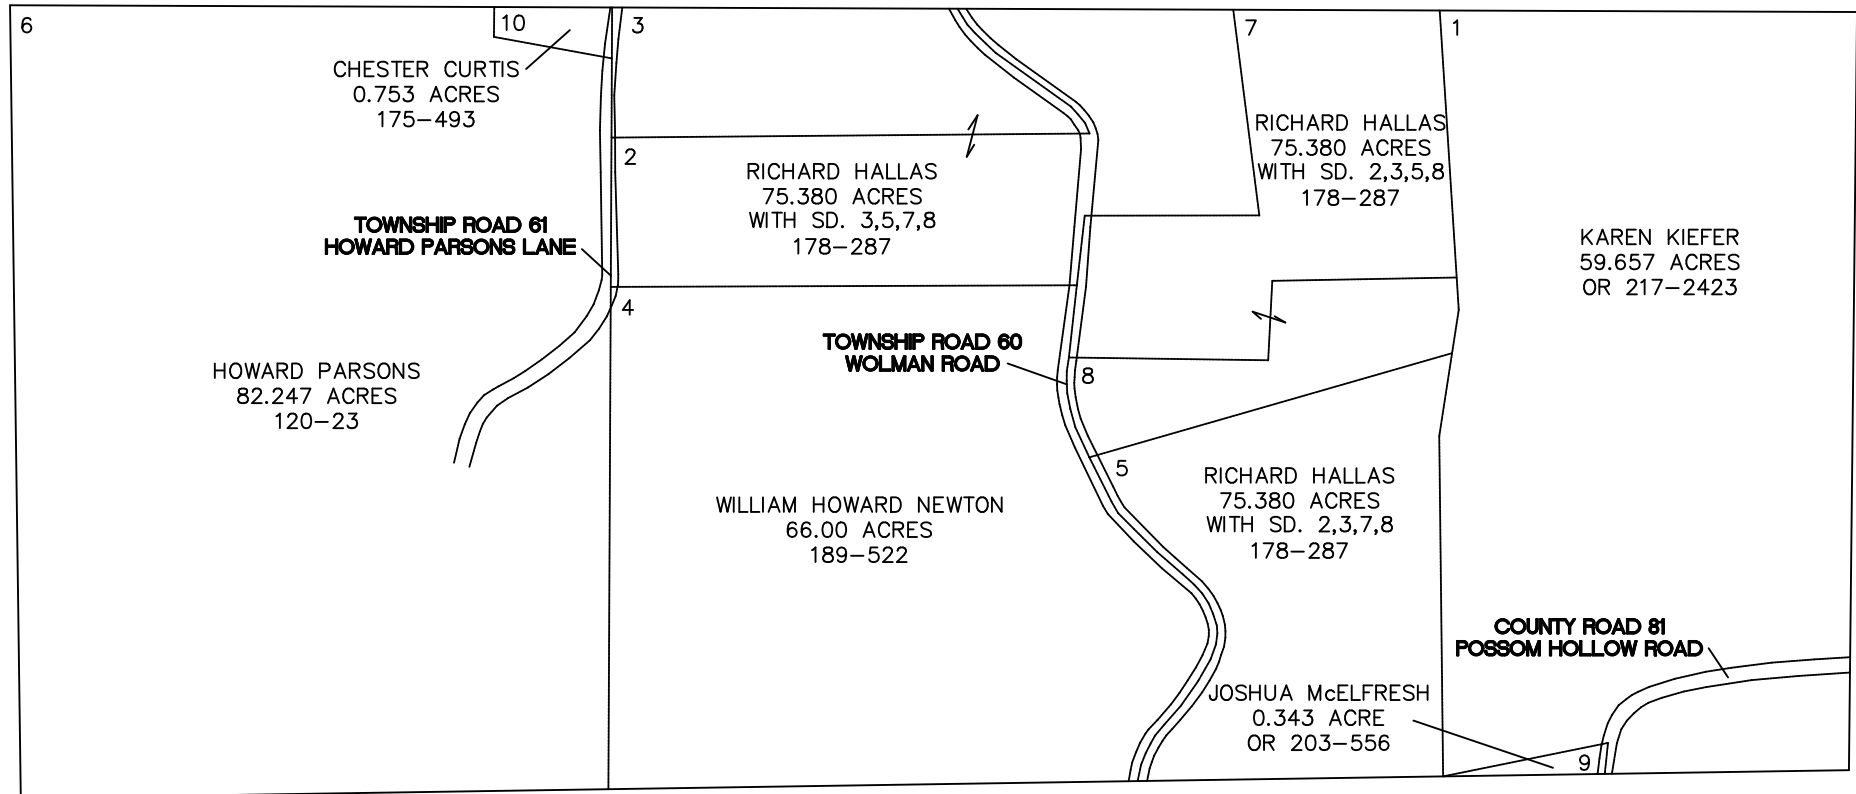 6
10
3
7
1
CHESTER CURTIS
0.753 ACRES
175-493
RICHARD HALLAS
75.380 ACRES
WITH SD. 2,3,5,8
178-287
2
RICHARD HALLAS
75.380 ACRES
WITH SD. 3,5,7,8
178-287
TOWNSHIP ROAD 61
HOWARD PARSONS LANE
KAREN KIEFER
59.657 ACRES
OR 217-2423
4
TOWNSHIP ROAD 60
WOLMAN ROAD
8
HOWARD PARSONS
82.247 ACRES
120-23
5
RICHARD HALLAS
75.380 ACRES
WITH SD. 2,3,7,8
178-287
WILLIAM HOWARD NEWTON
66.00 ACRES
189-522
COUNTY ROAD 81
POSSOM HOLLOW ROAD
JOSHUA McELFRESH
0.343 ACRE
OR 203-556
9